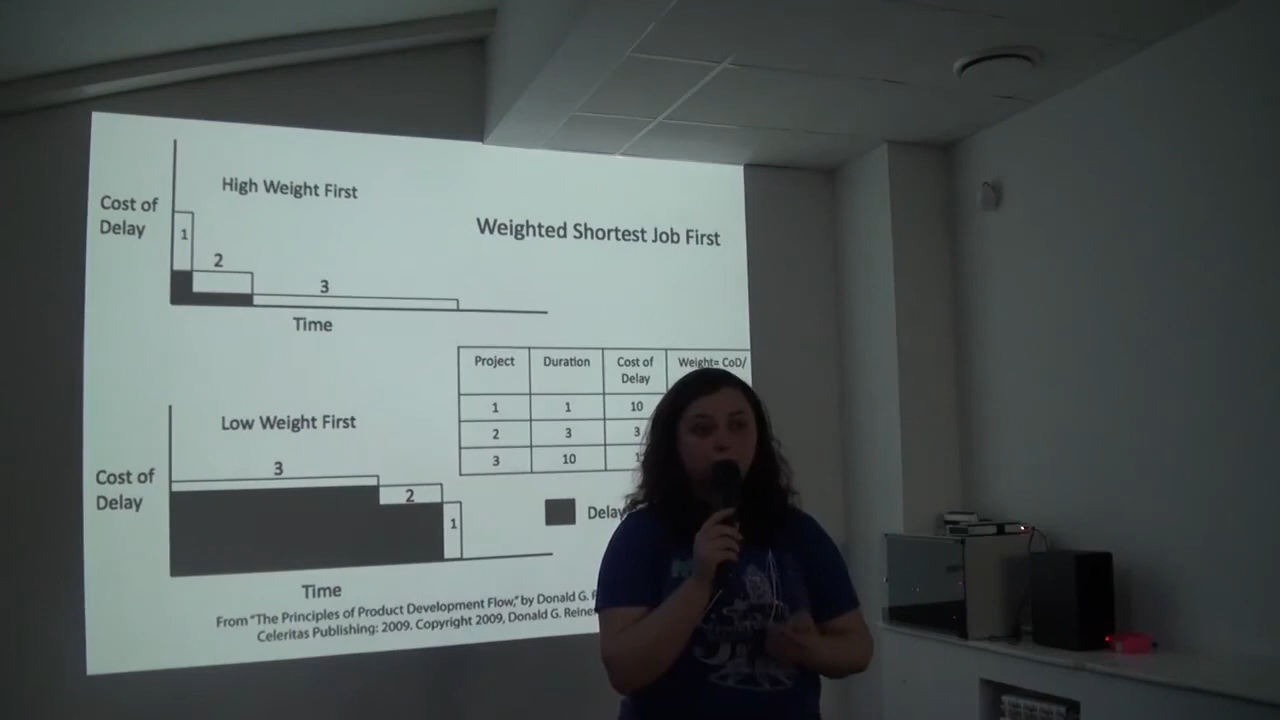 High Weight First
Cost of
Delay
1
2
3
Time
Weighted Shortest Job First
Project Duration Cost of Delay Weight= CoD/
1 1 10
2 3 3
3 10
Low Weight First
Cost of
Delay
3
2
1
Time
From "The Principles of Product Development Flow," by Donald G.
Celeritas Publishing: 2009. Copyright 2009, Donald G.